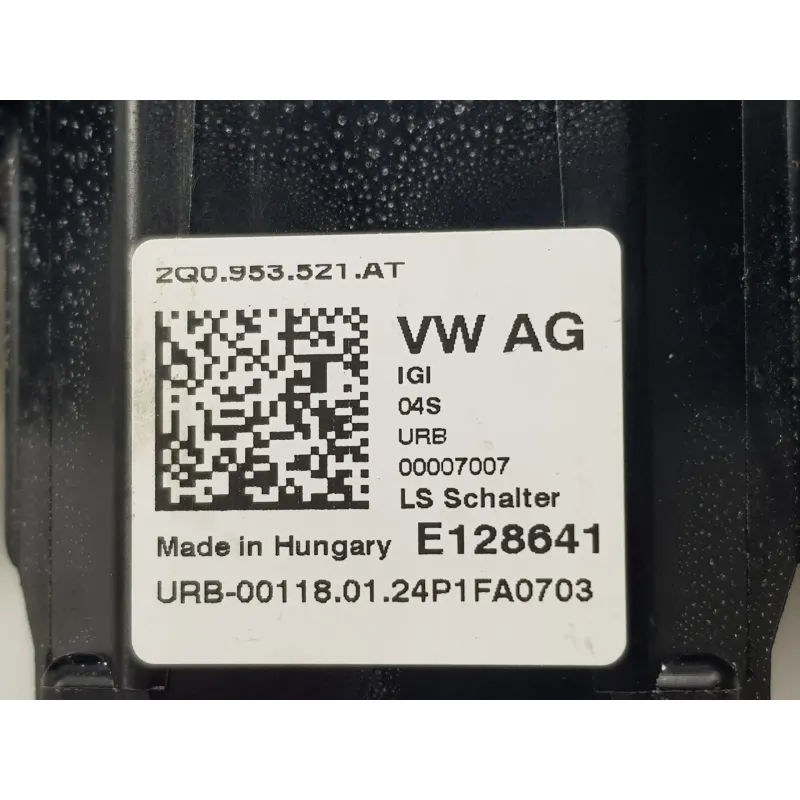 2Q0.953.521.AT
VW AG
IGI
04S
URB
00007007
LS Schalter
Made in Hungary E128641
URB-00118.01.24P1FA0703